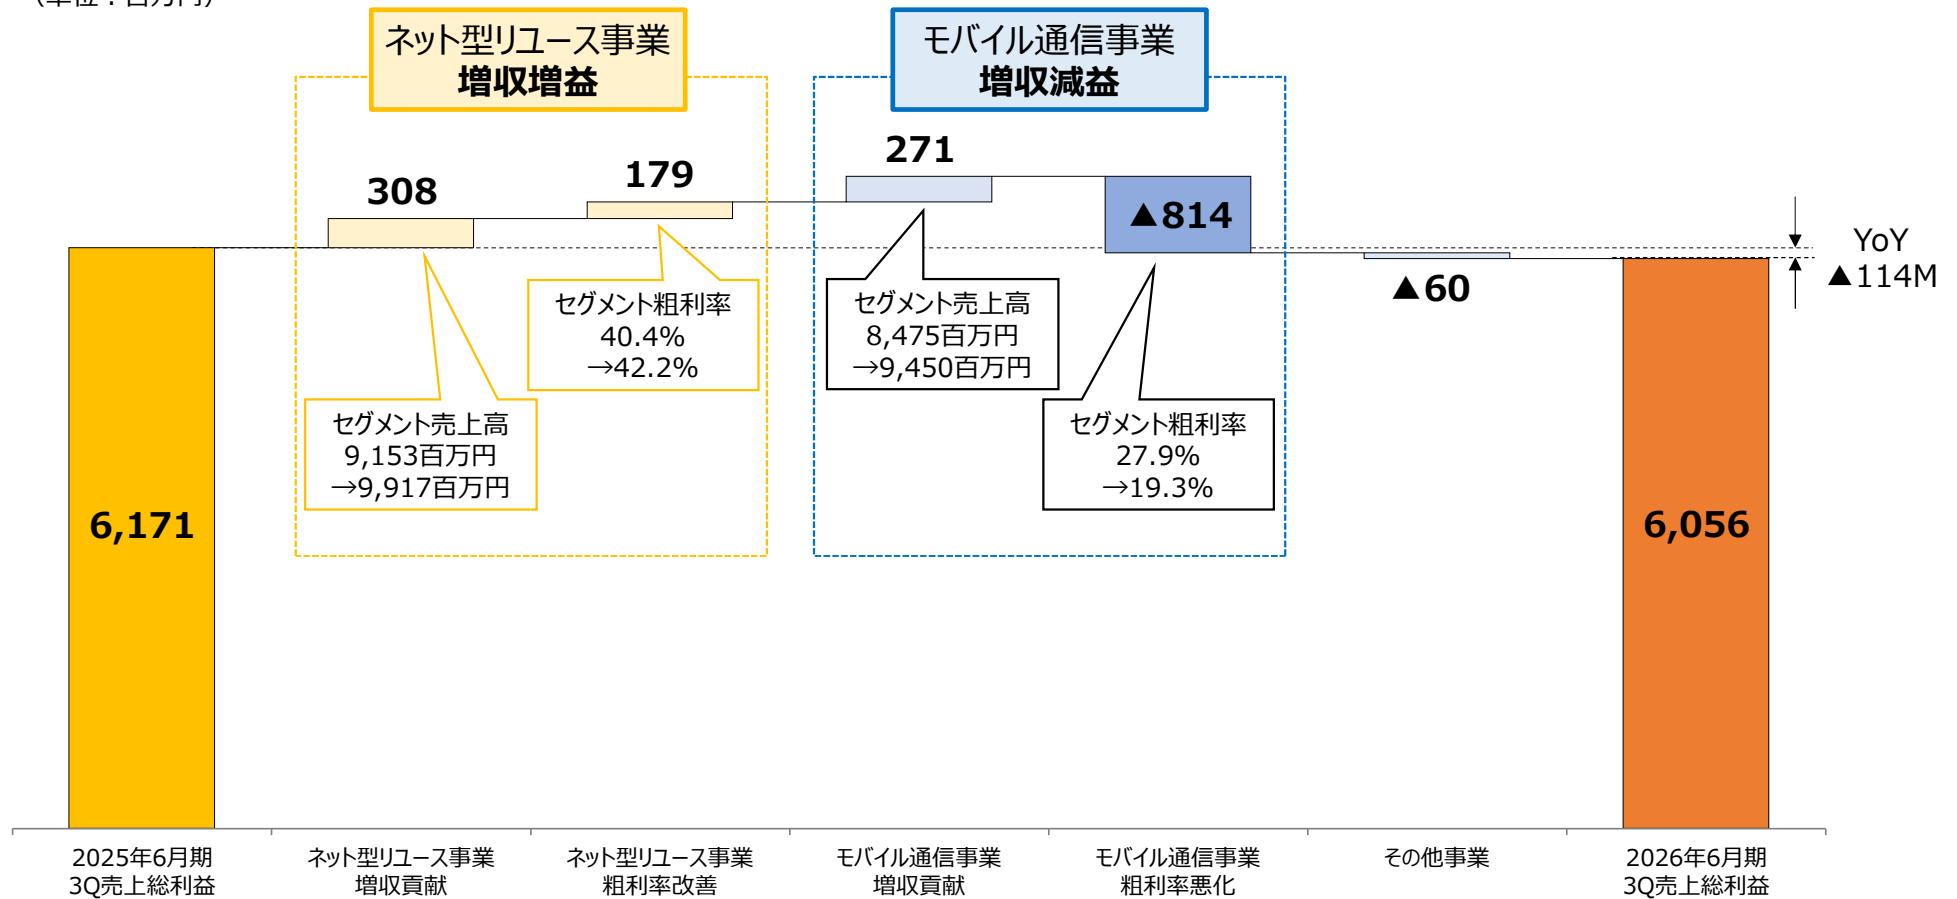 (単位：百万円)
ネット型リユース事業
増収増益
モバイル通信事業
増収減益
308
179
271
▲814
▲60
YoY
▲114M
セグメント粗利率
40.4%
→42.2%
セグメント売上高
8,475百万円
→9,450百万円
セグメント売上高
9,153百万円
→9,917百万円
セグメント粗利率
27.9%
→19.3%
6,171
6,056
2025年6月期
3Q売上総利益
ネット型リユース事業
増収貢献
ネット型リユース事業
粗利率改善
モバイル通信事業
増収貢献
モバイル通信事業
粗利率悪化
その他事業
2026年6月期
3Q売上総利益